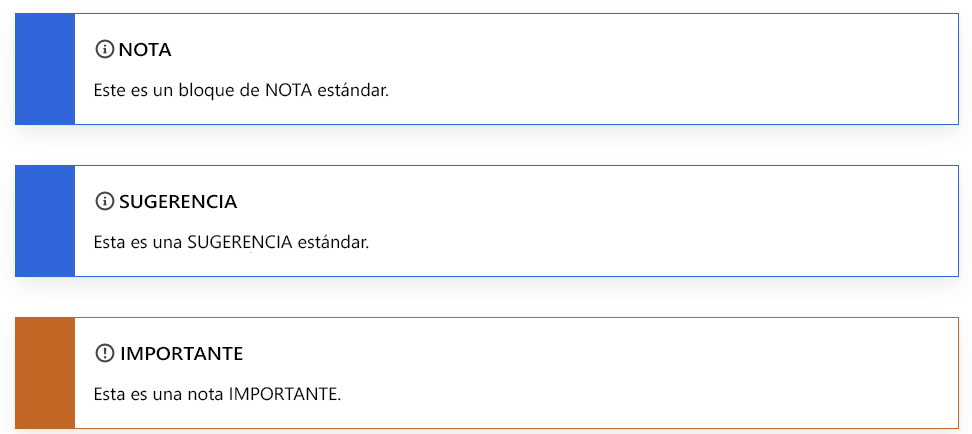 NOTA
Este es un bloque de NOTA estándar.
SUGERENCIA
Esta es una SUGERENCIA estándar.
IMPORTANTE
Esta es una nota IMPORTANTE.